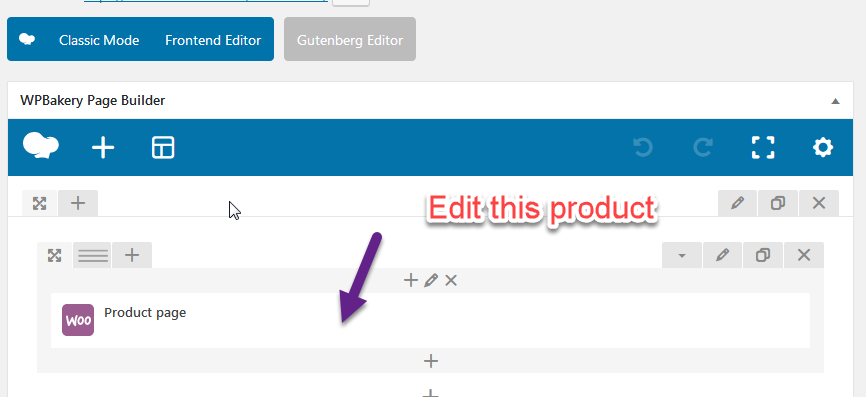 Classic Mode Frontend Editor Gutenberg Editor
WPBakery Page Builder
Edit this product
Woo Product page